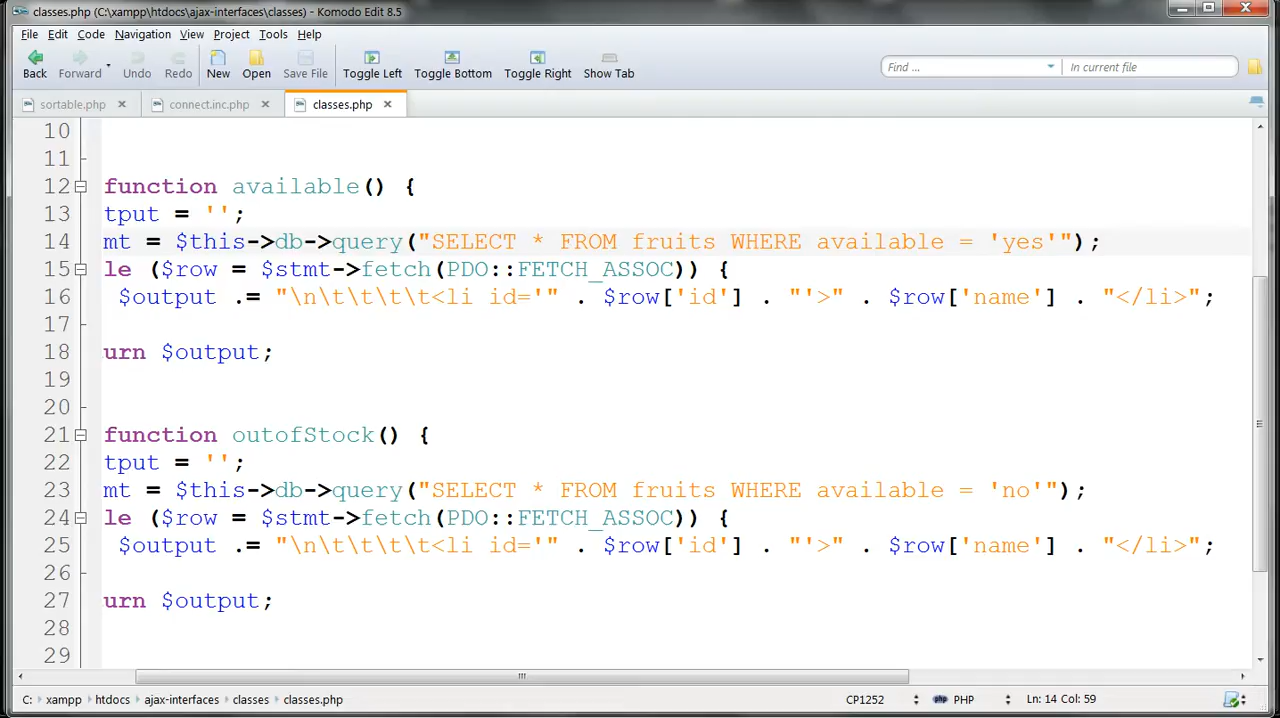 classes.php (C:\xampp\htdocs\ajax-interfaces\classes) - Komodo Edit 8.5
File Edit Code Navigation View Project Tools Help
Back Forward Undo Redo New Open Save File Toggle Left Toggle Bottom Toggle Right Show Tab Find ... In current file
sortable.php connect.inc.php classes.php
10
11
12 function available() {
13 tput = '';
14 mt = $this->db->query("SELECT * FROM fruits WHERE available = 'yes'");
15 le ($row = $stmt->fetch(PDO::FETCH_ASSOC)) {
16 $output .= "\n\t\t\t\t<li id='" . $row['id'] . "'>" . $row['name'] . "</li>";
17
18 urn $output;
19
20
21 function outofStock() {
22 tput = '';
23 mt = $this->db->query("SELECT * FROM fruits WHERE available = 'no'");
24 le ($row = $stmt->fetch(PDO::FETCH_ASSOC)) {
25 $output .= "\n\t\t\t\t<li id='" . $row['id'] . "'>" . $row['name'] . "</li>";
26
27 urn $output;
28
29
C: xampp htdocs ajax-interfaces classes classes.php CP1252 PHP Ln: 14 Col: 59